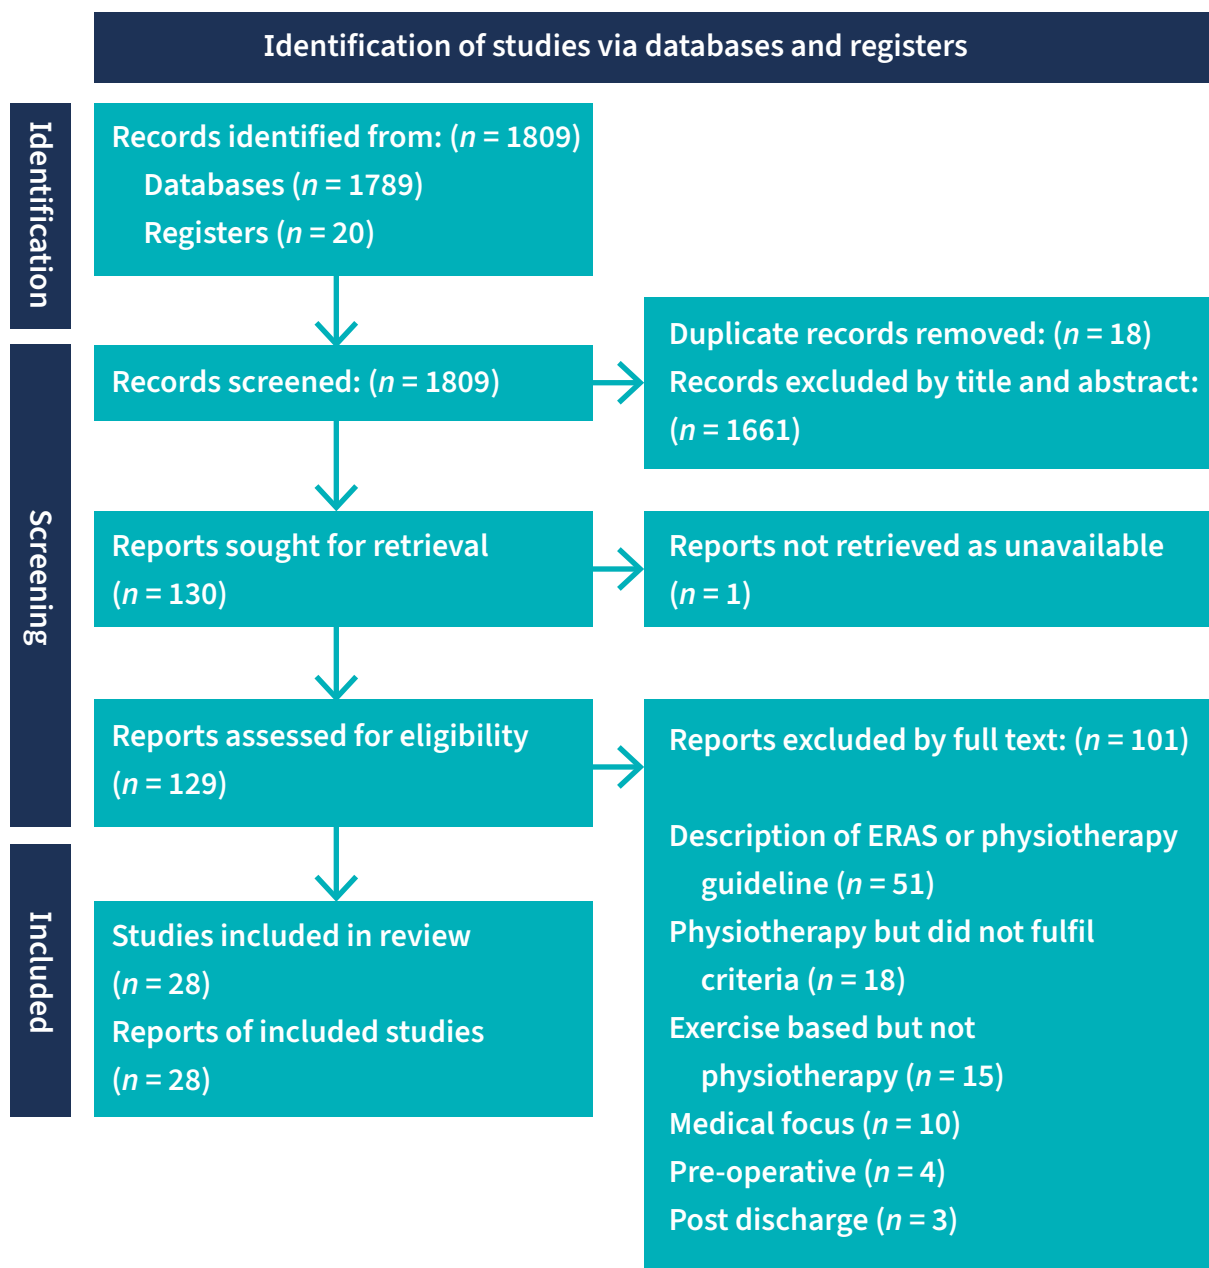 Identification of studies via databases and registers
Identification
Records identified from: (n = 1809)
Databases (n = 1789)
Registers (n = 20)
Screening
Records screened: (n = 1809)
Duplicate records removed: (n = 18)
Records excluded by title and abstract:
(n = 1661)
Reports sought for retrieval
(n = 130)
Reports not retrieved as unavailable
(n = 1)
Reports assessed for eligibility
(n = 129)
Reports excluded by full text: (n = 101)
Description of ERAS or physiotherapy
guideline (n = 51)
Physiotherapy but did not fulfil
criteria (n = 18)
Exercise based but not
physiotherapy (n = 15)
Medical focus (n = 10)
Pre-operative (n = 4)
Post discharge (n = 3)
Included
Studies included in review
(n = 28)
Reports of included studies
(n = 28)